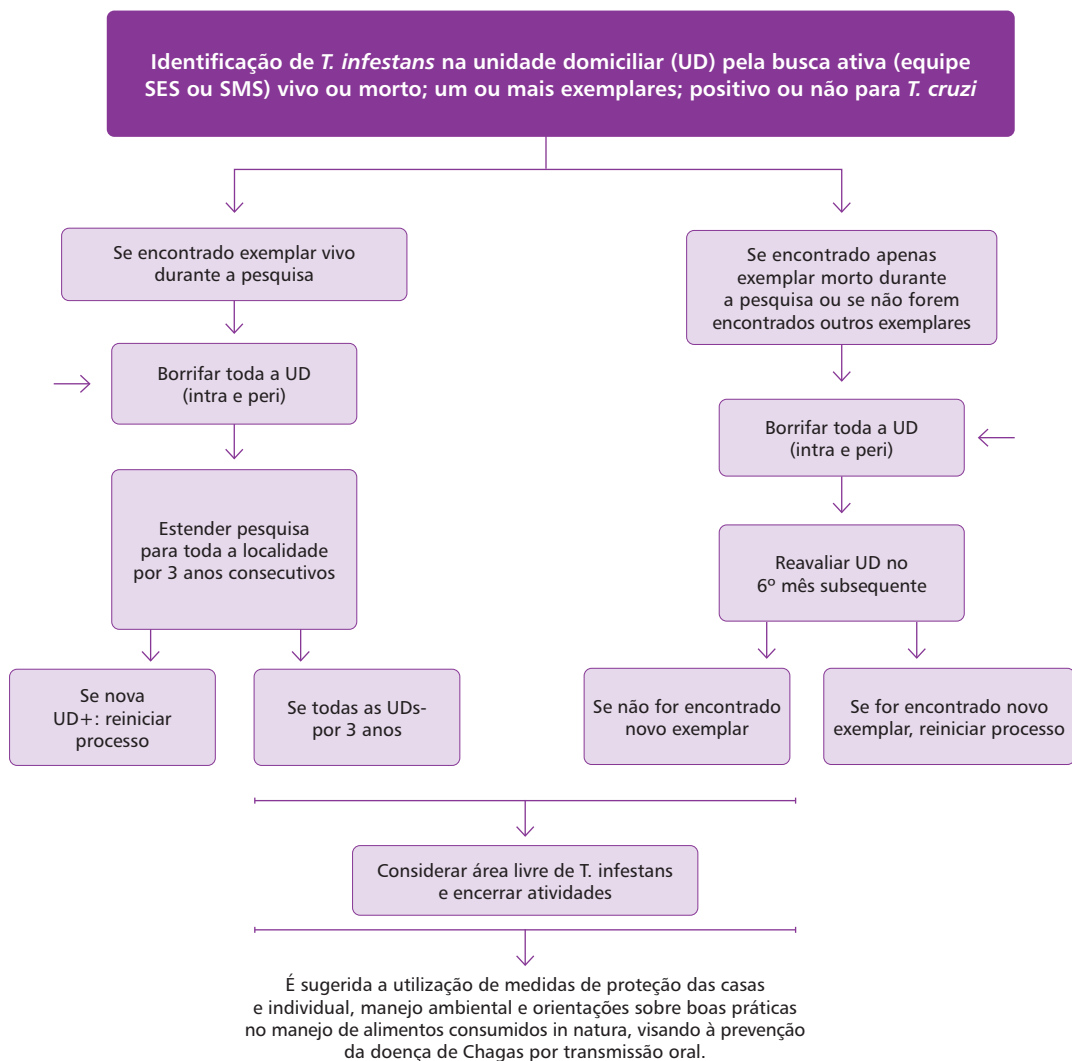 Identificação de T. infestans na unidade domiciliar (UD) pela busca ativa (equipe
SES ou SMS) vivo ou morto; um ou mais exemplares; positivo ou não para T. cruzi
Se encontrado exemplar vivo
durante a pesquisa
Borrifar toda a UD
(intra e peri)
Estender pesquisa
para toda a localidade
por 3 anos consecutivos
Se nova
UD+: reiniciar
processo
Se todas as UDs-
por 3 anos
Se encontrado apenas
exemplar morto durante
a pesquisa ou se não forem
encontrados outros exemplares
Borrifar toda a UD
(intra e peri)
Reavaliar UD no
6º mês subsequente
Se não for encontrado
novo exemplar
Se for encontrado novo
exemplar, reiniciar processo
Considerar área livre de T. infestans
e encerrar atividades
É sugerida a utilização de medidas de proteção das casas
e individual, manejo ambiental e orientações sobre boas práticas
no manejo de alimentos consumidos in natura, visando à prevenção
da doença de Chagas por transmissão oral.